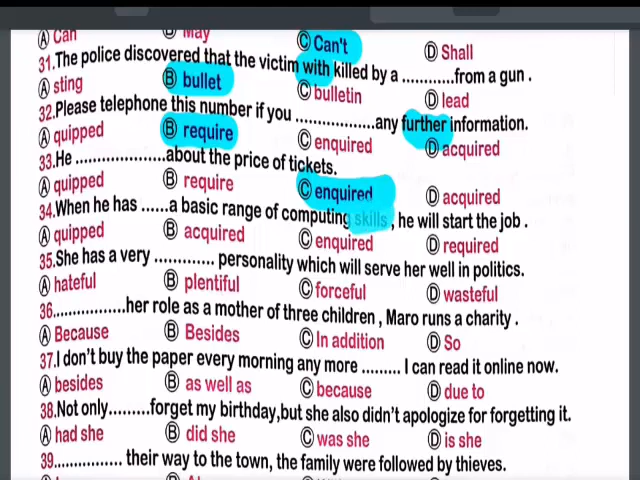 Ⓐ Can Ⓑ May Ⓒ Can't Ⓓ Shall
31.The police discovered that the victim with killed by a ............from a gun .
Ⓐ sting Ⓑ bullet Ⓒ bulletin Ⓓ lead
32.Please telephone this number if you ..................any further information.
Ⓐ quipped Ⓑ require Ⓒ enquired Ⓓ acquired
33.He ....................about the price of tickets.
Ⓐ quipped Ⓑ require Ⓒ enquired Ⓓ acquired
34.When he has ......a basic range of computing skills , he will start the job .
Ⓐ quipped Ⓑ acquired Ⓒ enquired Ⓓ required
35.She has a very ............. personality which will serve her well in politics.
Ⓐ hateful Ⓑ plentiful Ⓒ forceful Ⓓ wasteful
36.................her role as a mother of three children , Maro runs a charity .
Ⓐ Because Ⓑ Besides Ⓒ In addition Ⓓ So
37.I don't buy the paper every morning any more ......... I can read it online now.
Ⓐ besides Ⓑ as well as Ⓒ because Ⓓ due to
38.Not only.........forget my birthday,but she also didn't apologize for forgetting it.
Ⓐ had she Ⓑ did she Ⓒ was she Ⓓ is she
39................ their way to the town, the family were followed by thieves.